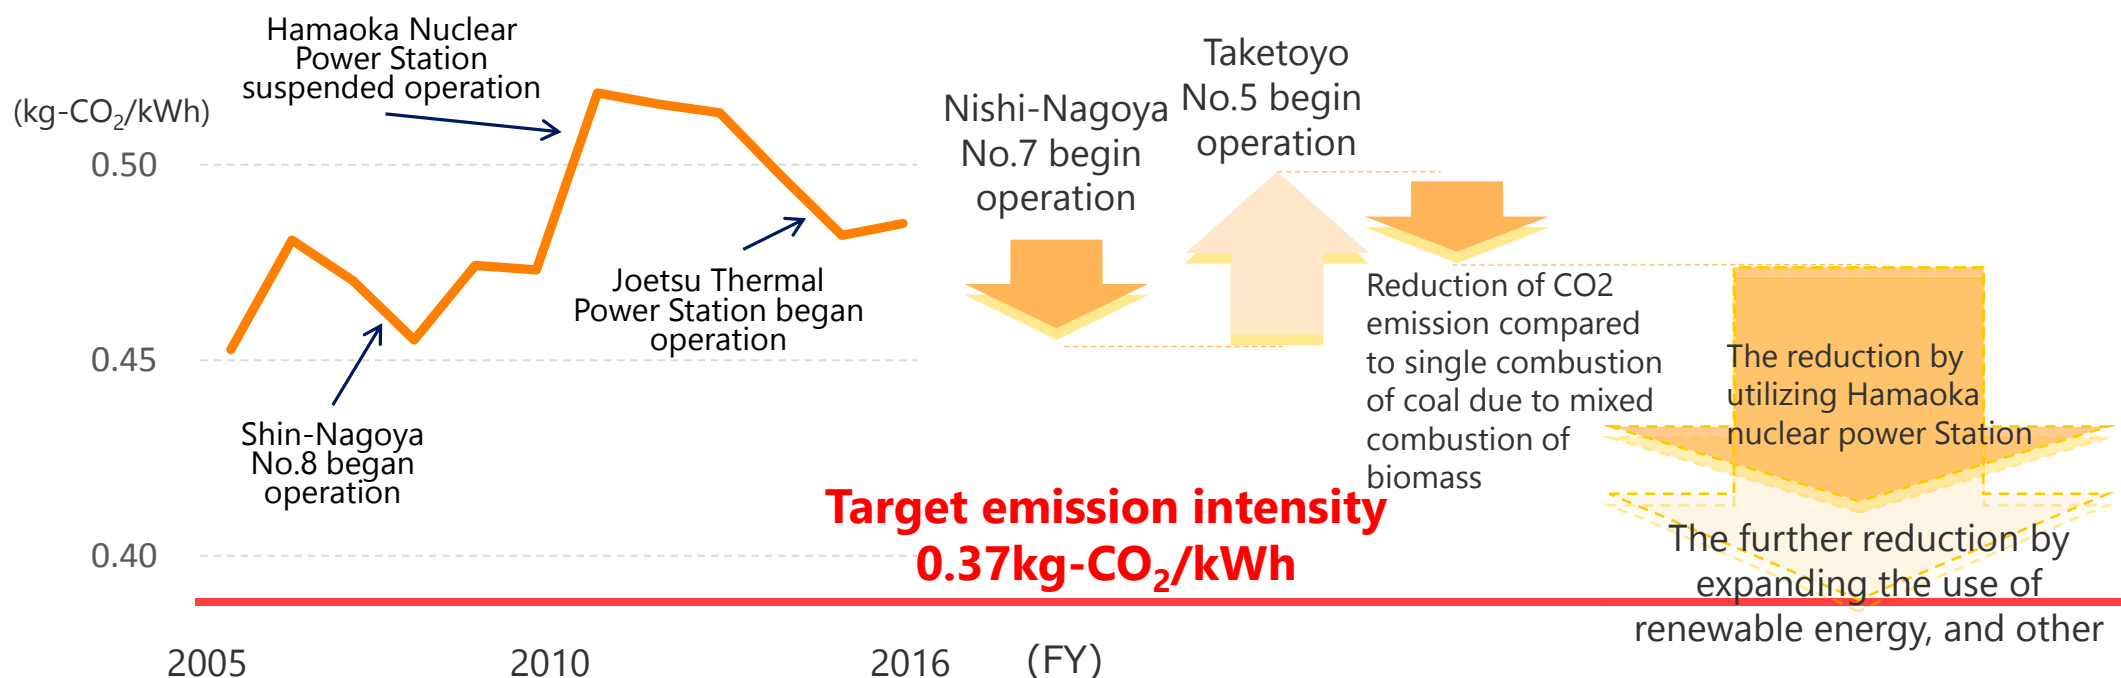 Hamaoka Nuclear
Power Station
suspended operation
(kg-CO₂/kWh)
0.50
0.45
0.40
Shin-Nagoya
No.8 began
operation
Joetsu Thermal
Power Station began
operation
Nishi-Nagoya
No.7 begin
operation
Taketoyo
No.5 begin
operation
Reduction of CO2
emission compared
to single combustion
of coal due to mixed
combustion of
biomass
The reduction by
utilizing Hamaoka
nuclear power Station
The further reduction by
expanding the use of
renewable energy, and other
Target emission intensity
0.37kg-CO₂/kWh
2005
2010
2016
(FY)